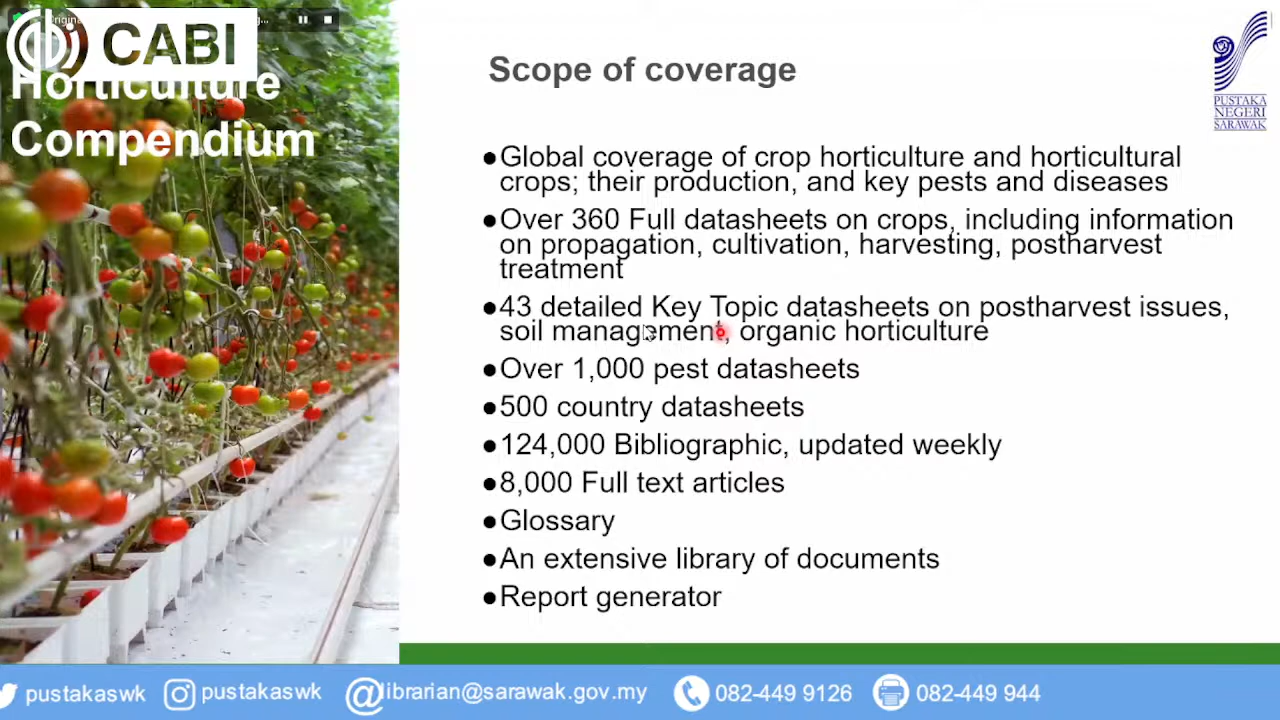 CABI
Horticulture
Compendium
Scope of coverage
PUSTAKA
NEGERI
SARAWAK
●Global coverage of crop horticulture and horticultural
crops; their production, and key pests and diseases
●Over 360 Full datasheets on crops, including information
on propagation, cultivation, harvesting, postharvest
treatment
●43 detailed Key Topic datasheets on postharvest issues,
soil management, organic horticulture
●Over 1,000 pest datasheets
●500 country datasheets
●124,000 Bibliographic, updated weekly
●8,000 Full text articles
●Glossary
●An extensive library of documents
●Report generator
pustakaswk pustakaswk @librarian@sarawak.gov.my 082-449 9126 082-449 944